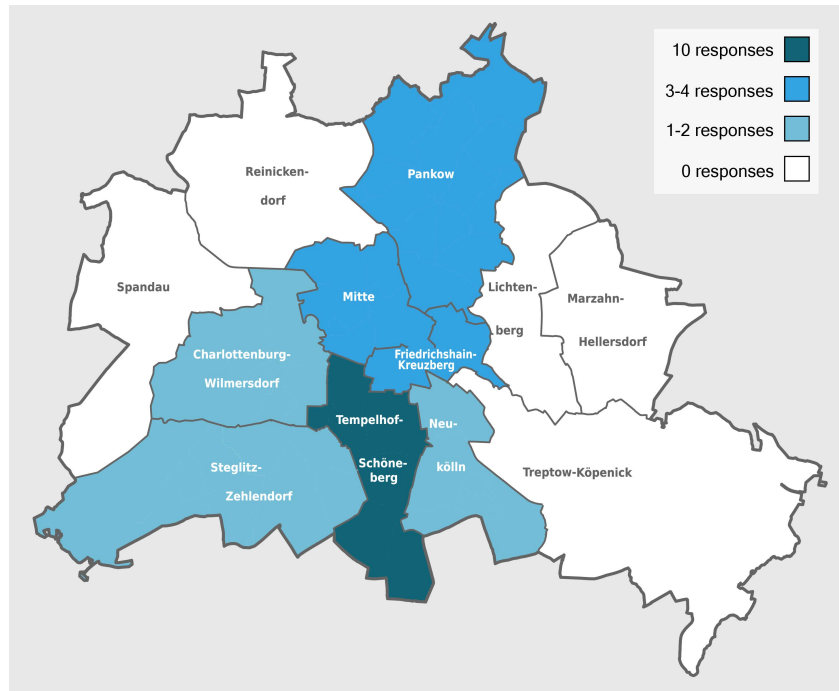 10 responses
3-4 responses
1-2 responses
0 responses
Reinicken-
dorf
Pankow
Spandau
Mitte
Lichten-
berg
Marzahn-
Hellersdorf
Charlottenburg-
Wilmersdorf
Friedrichshain-
Kreuzberg
Tempelhof-
Schöne-
berg
Neu-
kölln
Steglitz-
Zehlendorf
Treptow-Köpenick